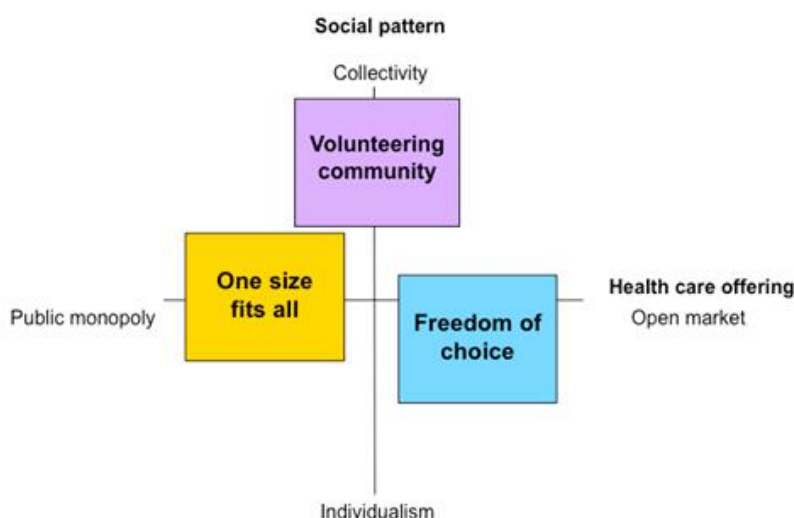 Social pattern
Collectivity
Volunteering
community
One size
fits all
Health care offering
Public monopoly
Open market
Freedom of
choice
Individualism